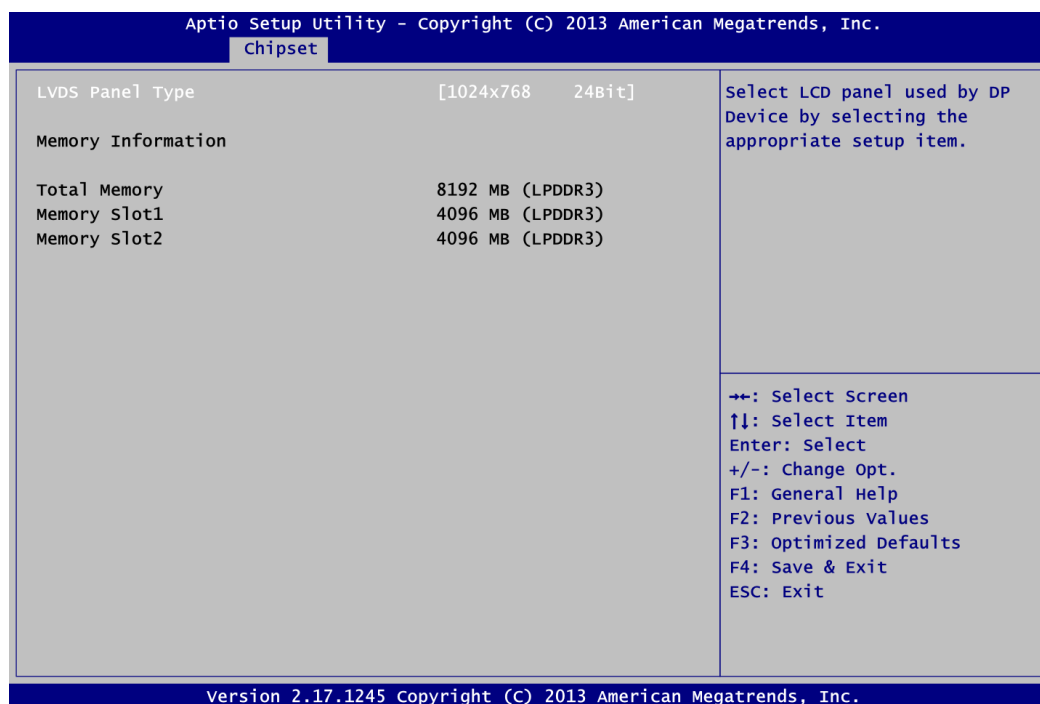 Aptio Setup Utility – Copyright (C) 2013 American Megatrends, Inc.
Chipset
LVDS Panel Type [1024x768 24Bit]
Memory Information
Total Memory 8192 MB (LPDDR3)
Memory Slot1 4096 MB (LPDDR3)
Memory Slot2 4096 MB (LPDDR3)
Select LCD panel used by DP
Device by selecting the
appropriate setup item.
→←: Select Screen
↑↓: Select Item
Enter: Select
+/-: Change Opt.
F1: General Help
F2: Previous Values
F3: Optimized Defaults
F4: Save & Exit
ESC: Exit
Version 2.17.1245 Copyright (C) 2013 American Megatrends, Inc.